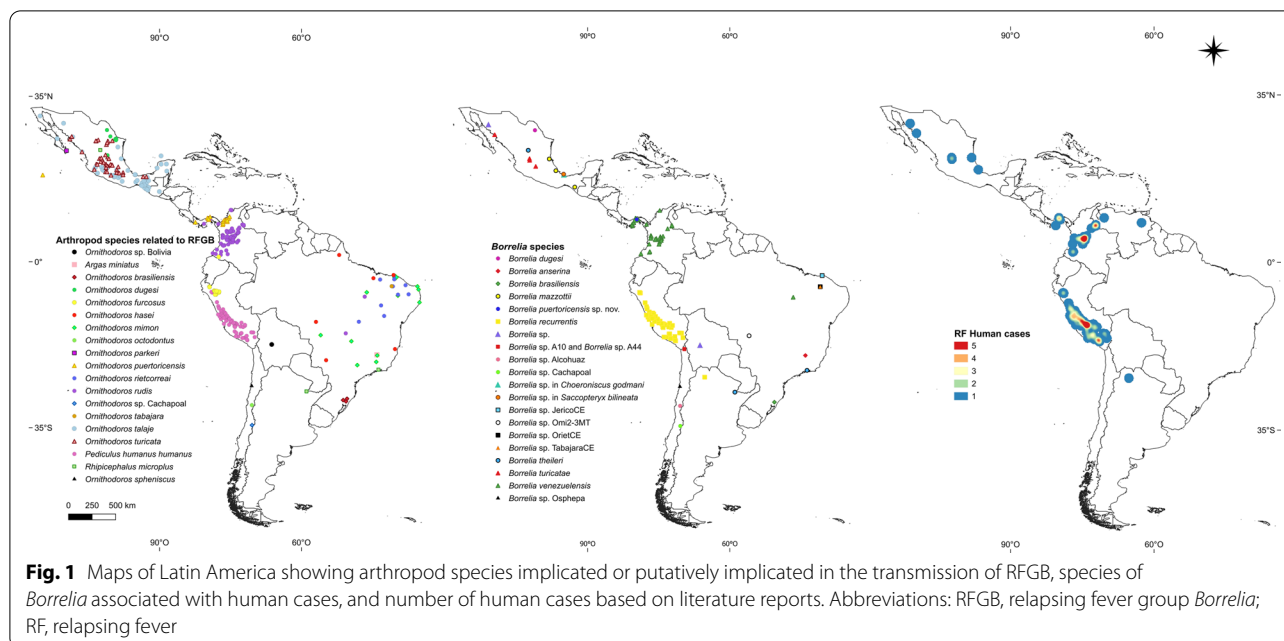 90°O
60°O
90°O
60°O
90°O
60°O
35°N
35°N
35°N
0°
0°
0°
35°S
35°S
35°S
Arthropod species related to RFGB
Ornithodoros sp. Bolivia
Argas miniatus
Ornithodoros brasiliensis
Ornithodoros dugesi
Ornithodoros furcosus
Ornithodoros hasei
Ornithodoros mimon
Ornithodoros octodontus
Ornithodoros parkeri
Ornithodoros puertoricensis
Ornithodoros rietcorreai
Ornithodoros rudis
Ornithodoros sp. Cachapoal
Ornithodoros tabajara
Ornithodoros talaje
Ornithodoros turicata
Pediculus humanus humanus
Rhipicephalus microplus
Ornithodoros spheniscus
0 250 500 km
Borrelia species
Borrelia dugesi
Borrelia anserina
Borrelia brasiliensis
Borrelia mazzottii
Borrelia puertoricensis sp. nov.
Borrelia recurrentis
Borrelia sp.
Borrelia sp. A10 and Borrelia sp. A44
Borrelia sp. Alcohuaz
Borrelia sp. Cachapoal
Borrelia sp. in Choeroniscus godmani
Borrelia sp. in Saccopteryx bilineata
Borrelia sp. JericoCE
Borrelia sp. Omi2-3MT
Borrelia sp. OrietCE
Borrelia sp. TabajaraCE
Borrelia theileri
Borrelia turicatae
Borrelia venezuelensis
Borrelia sp. Osphepa
RF Human cases
5
4
3
2
1
90°O
60°O
90°O
60°O
90°O
60°O
Fig. 1 Maps of Latin America showing arthropod species implicated or putatively implicated in the transmission of RFGB, species of
Borrelia associated with human cases, and number of human cases based on literature reports. Abbreviations: RFGB, relapsing fever group Borrelia;
RF, relapsing fever